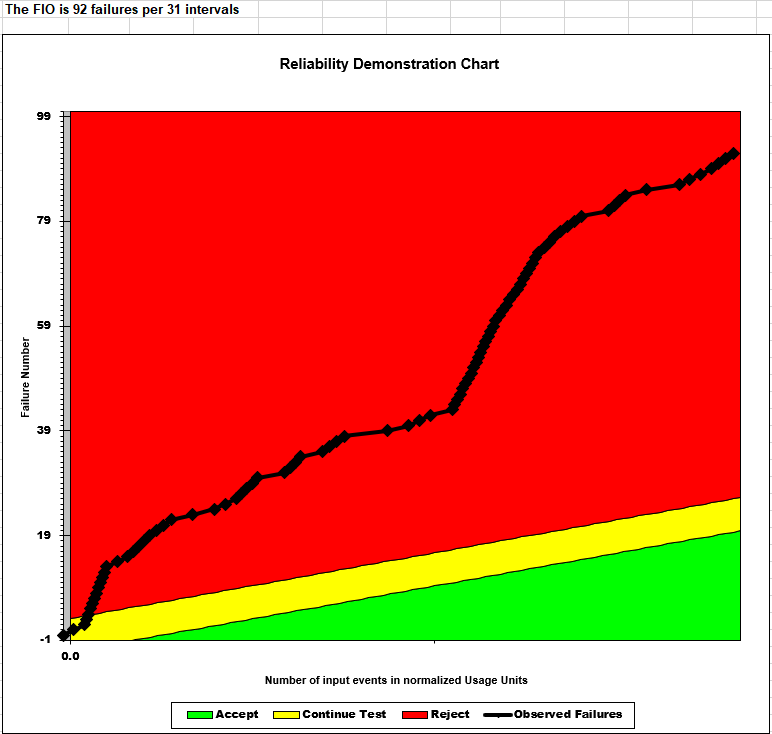 The FIO is 92 failures per 31 intervals
Reliability Demonstration Chart
99
79
59
39
19
-1
Failure Number
0.0
Number of input events in normalized Usage Units
Accept Continue Test Reject Observed Failures